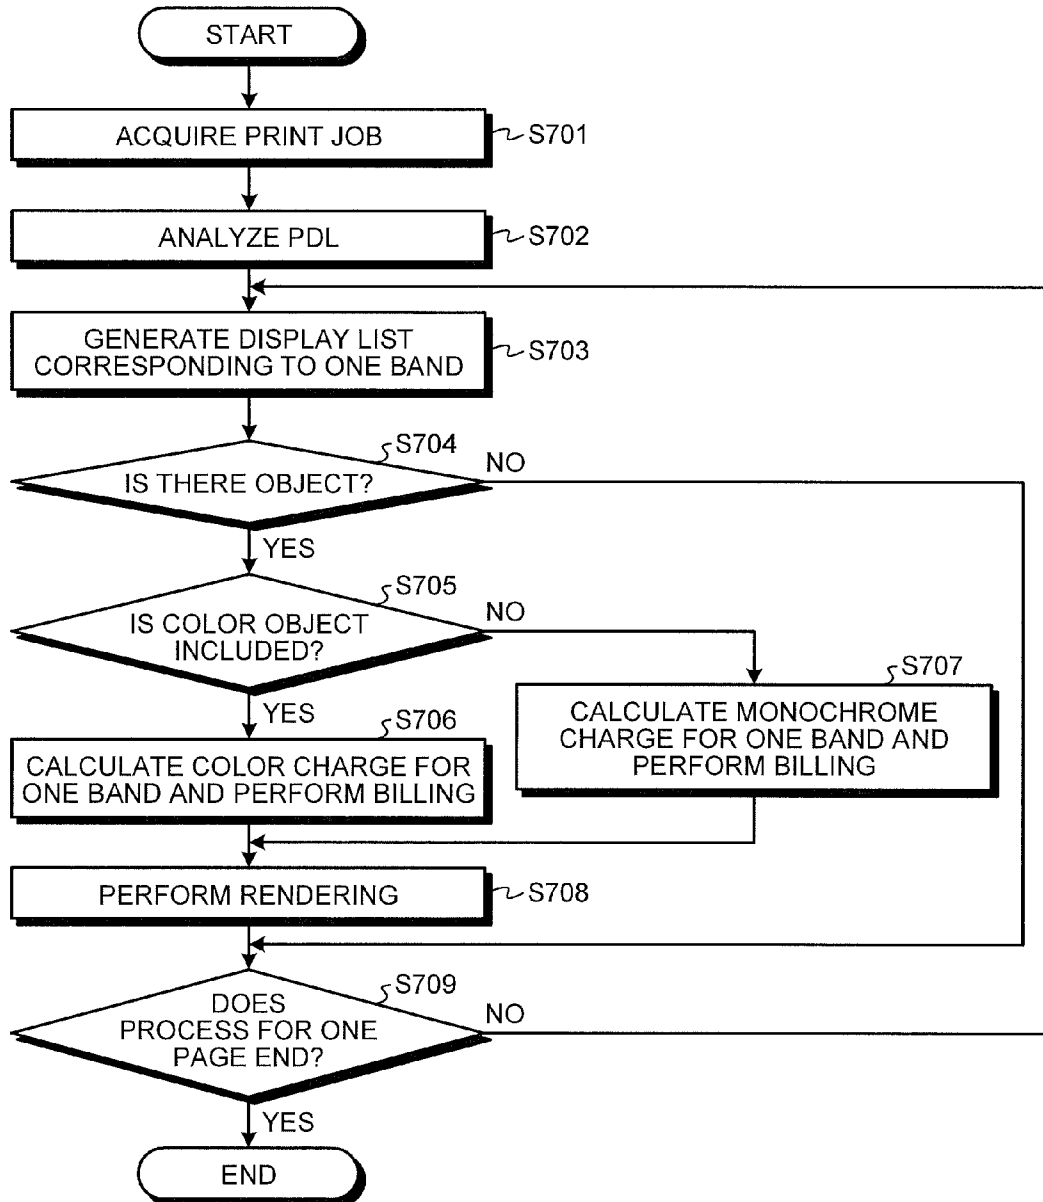 START
ACQUIRE PRINT JOB
S701
ANALYZE PDL
S702
GENERATE DISPLAY LIST
CORRESPONDING TO ONE BAND
S703
S704
IS THERE OBJECT?
NO
YES
S705
IS COLOR OBJECT
INCLUDED?
NO
YES
S706
CALCULATE COLOR CHARGE FOR
ONE BAND AND PERFORM BILLING
S707
CALCULATE MONOCHROME
CHARGE FOR ONE BAND AND
PERFORM BILLING
PERFORM RENDERING
S708
S709
DOES
PROCESS FOR ONE
PAGE END?
NO
YES
END